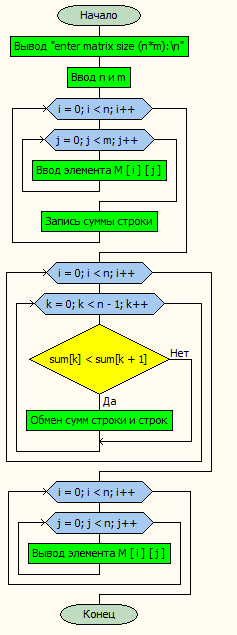 Начало
Вывод "enter matrix size (n*m):\n"
Ввод n и m
i = 0; i < n; i++
j = 0; j < m; j++
Ввод элемента M [ i ] [ j ]
Запись суммы строки
i = 0; i < n; i++
k = 0; k < n - 1; k++
sum[k] < sum[k + 1]
Нет
Да
Обмен сумм строки и строк
i = 0; i < n; i++
j = 0; j < n; j++
Вывод элемента M [ i ] [ j ]
Конец